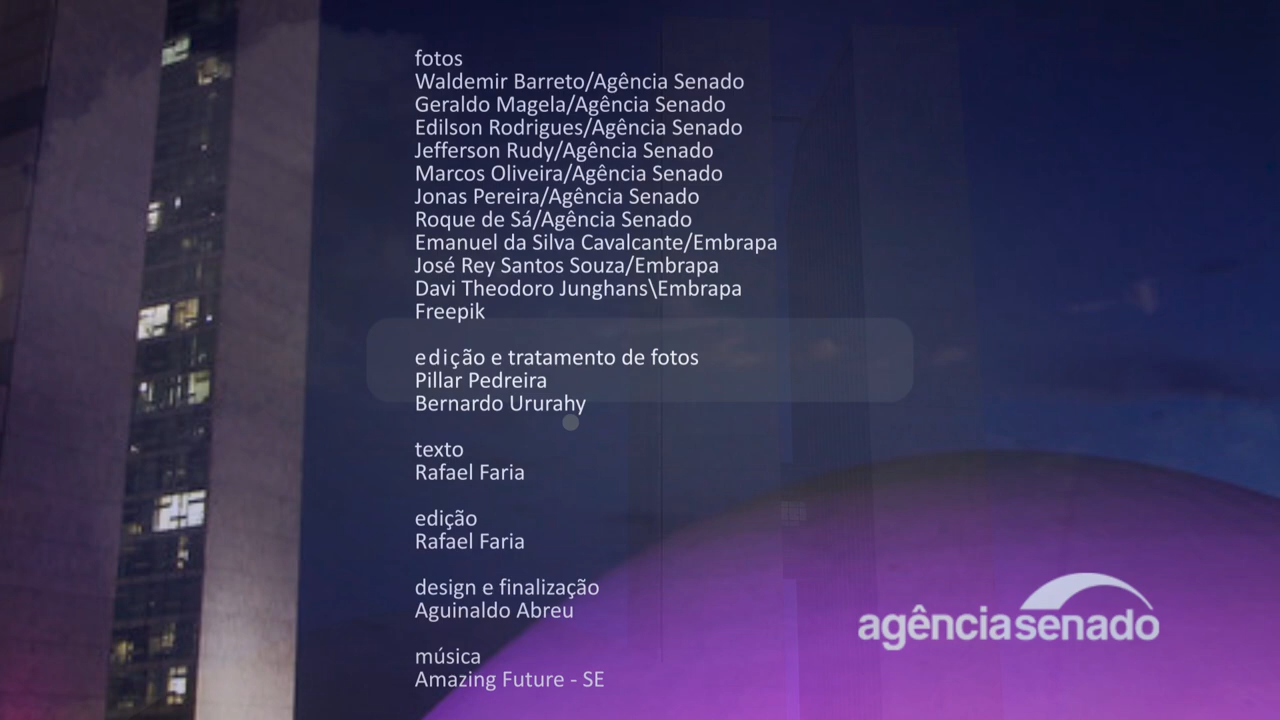 fotos
Waldemir Barreto/Agência Senado
Geraldo Magela/Agência Senado
Edilson Rodrigues/Agência Senado
Jefferson Rudy/Agência Senado
Marcos Oliveira/Agência Senado
Jonas Pereira/Agência Senado
Roque de Sá/Agência Senado
Emanuel da Silva Cavalcante/Embrapa
José Rey Santos Souza/Embrapa
Davi Theodoro Junghans\Embrapa
Freepik
edição e tratamento de fotos
Pillar Pedreira
Bernardo Ururahy
texto
Rafael Faria
edição
Rafael Faria
design e finalização
Aguinaldo Abreu
música
Amazing Future - SE
agênciasenado